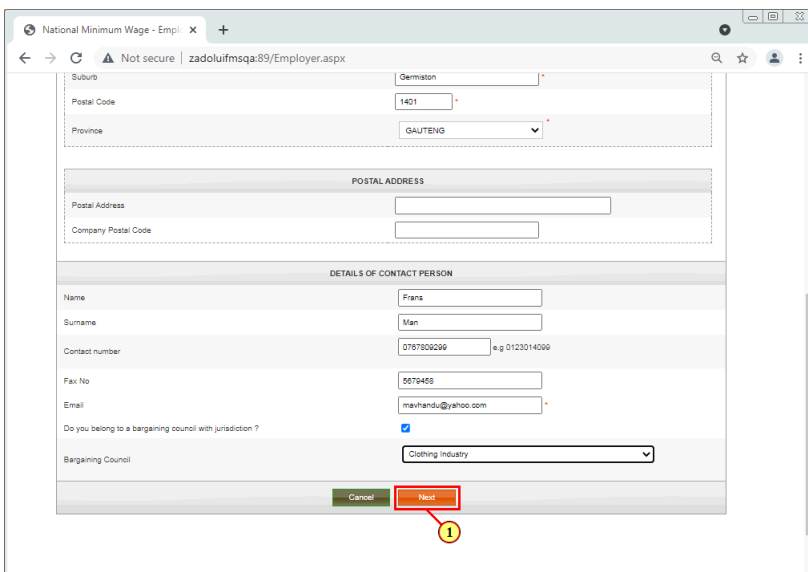 National Minimum Wage - Empl
Not secure | zadoluifmsqa:89/Employer.aspx
Suburb Germiston *
Postal Code 1401 *
Province GAUTENG *
POSTAL ADDRESS
Postal Address
Company Postal Code
DETAILS OF CONTACT PERSON
Name Frans
Surname Man
Contact number 0767809299 e.g 0123014099
Fax No 5679458
Email mavhandu@yahoo.com *
Do you belong to a bargaining council with jurisdiction ?
Bargaining Council Clothing Industry
Cancel Next
1